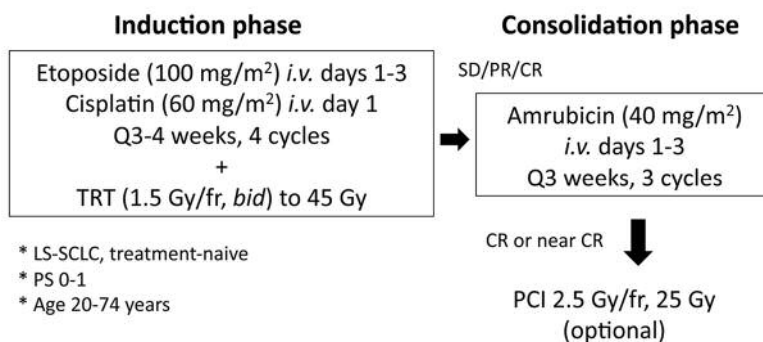 Induction phase
Etoposide (100 mg/m²) i.v. days 1-3
Cisplatin (60 mg/m²) i.v. day 1
Q3-4 weeks, 4 cycles
+
TRT (1.5 Gy/fr, bid) to 45 Gy
* LS-SCLC, treatment-naive
* PS 0-1
* Age 20-74 years
Consolidation phase
SD/PR/CR
Amrubicin (40 mg/m²)
i.v. days 1-3
Q3 weeks, 3 cycles
CR or near CR
PCI 2.5 Gy/fr, 25 Gy
(optional)